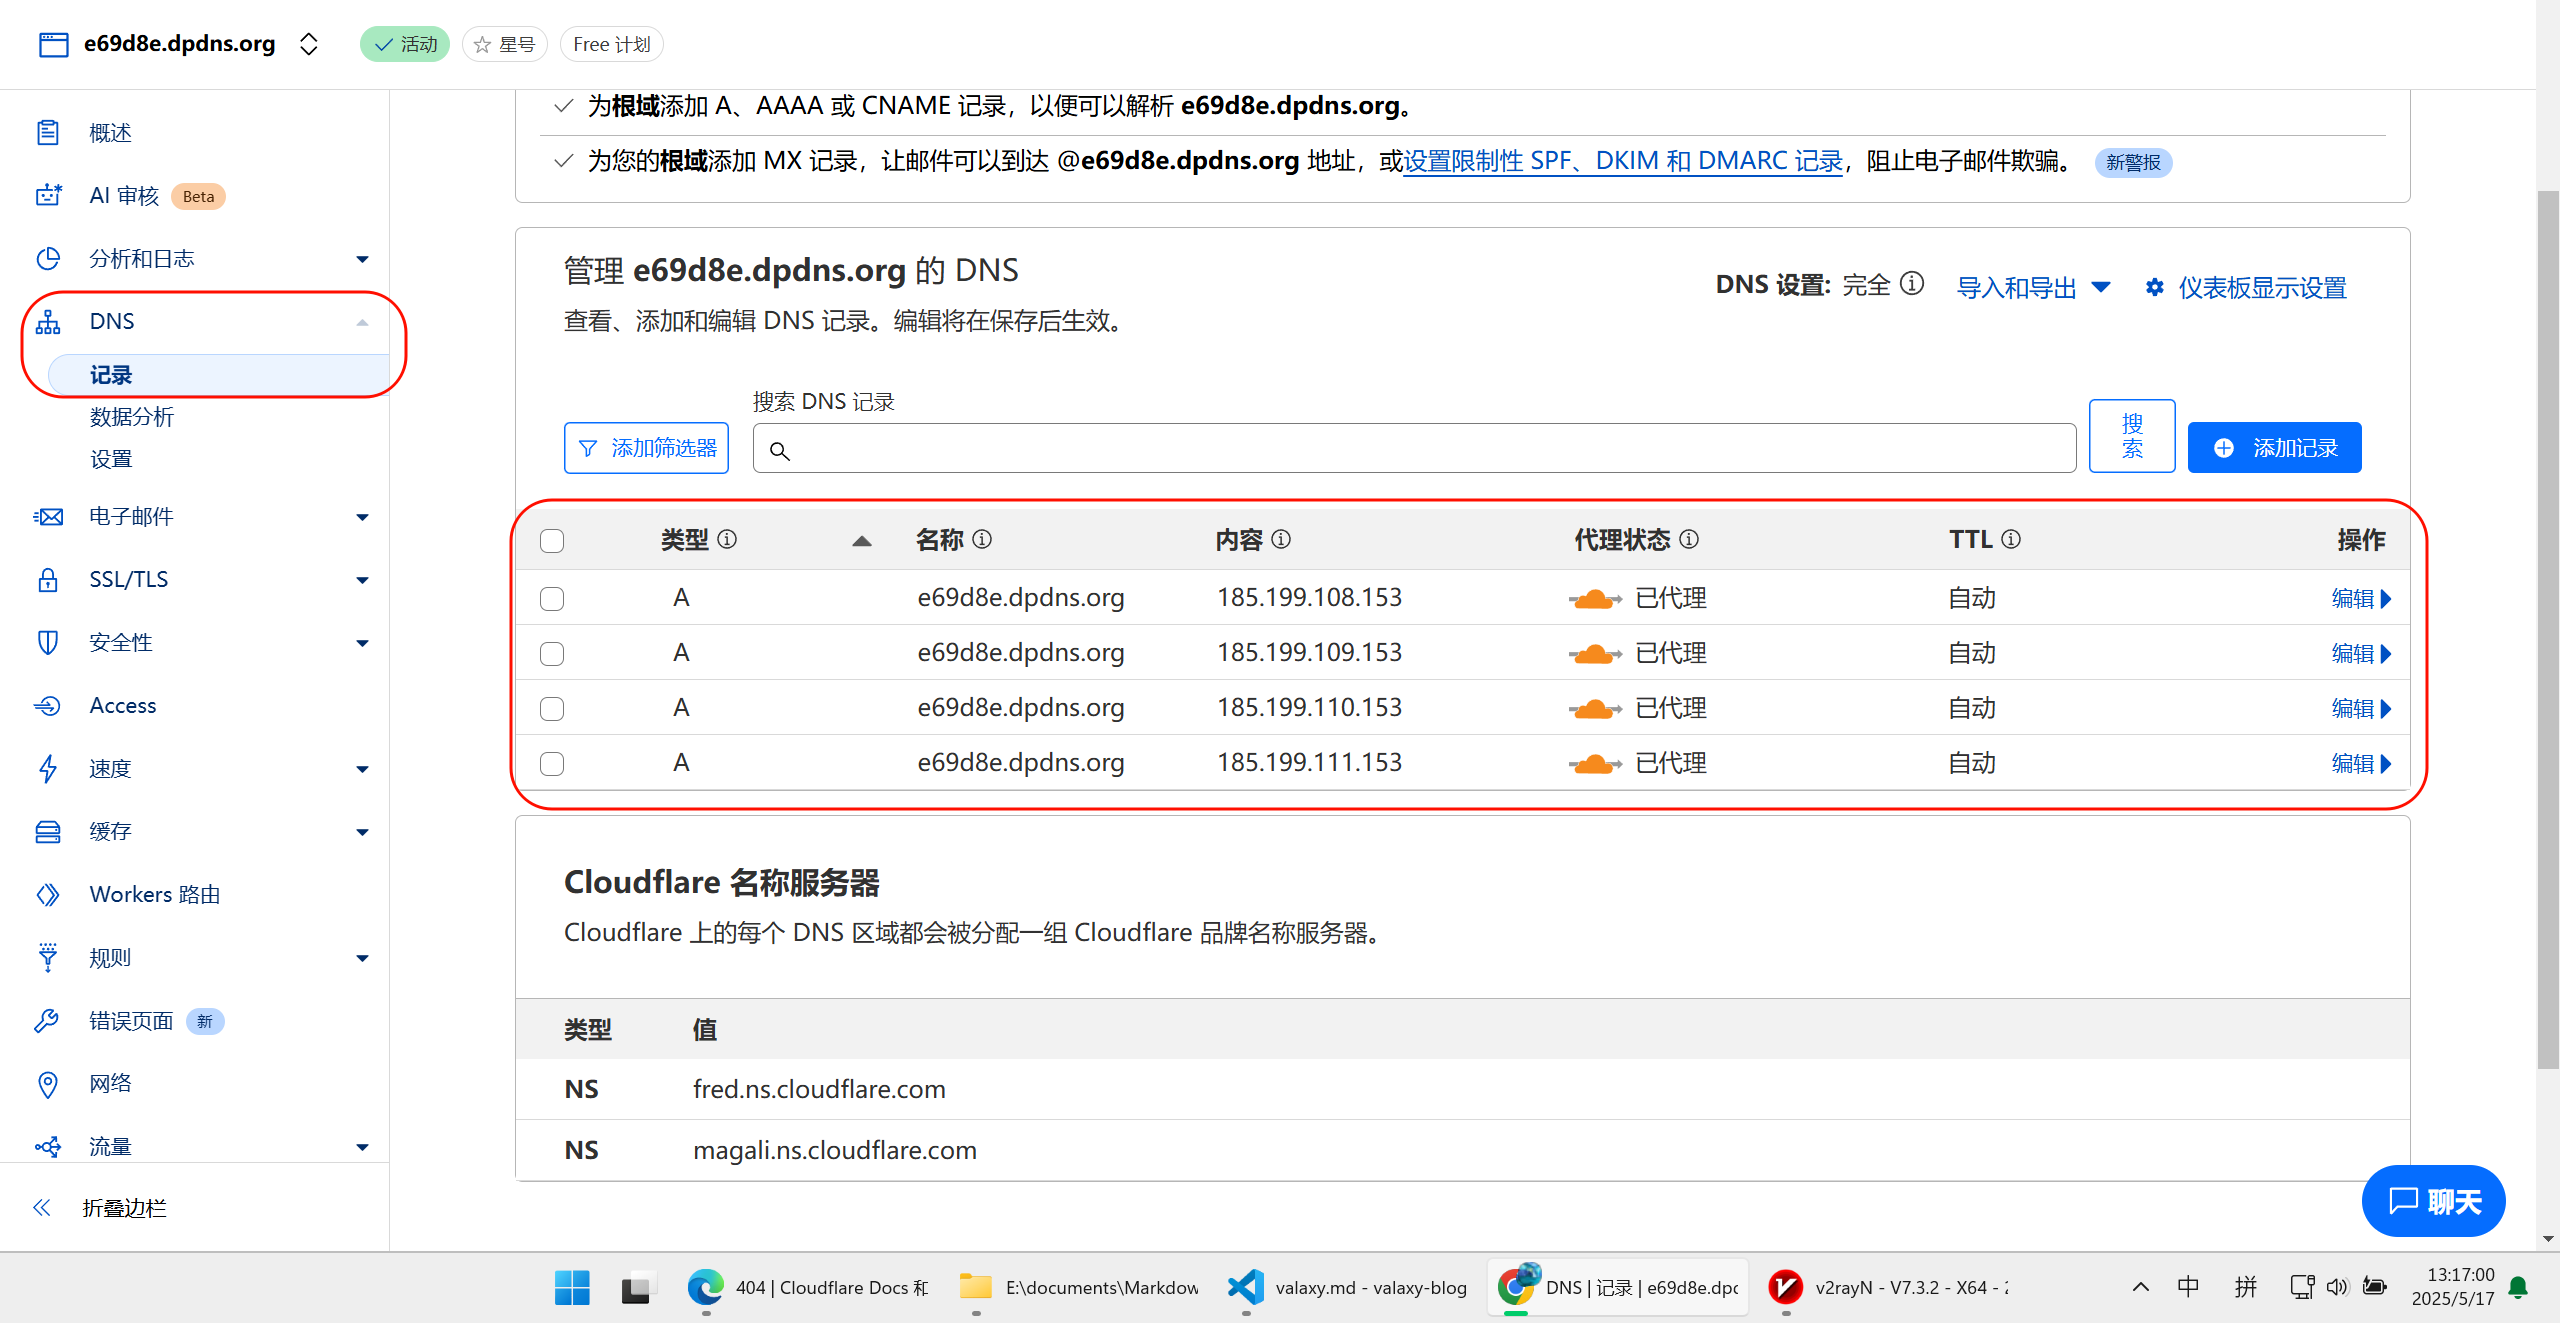 e69d8e.dpdns.org
活动
星号
Free 计划
概述
AI 审核 Beta
分析和日志
DNS
记录
数据分析
设置
电子邮件
SSL/TLS
安全性
Access
速度
缓存
Workers 路由
规则
错误页面 新
网络
流量
折叠边栏
为根域添加 A、AAAA 或 CNAME 记录，以便可以解析 e69d8e.dpdns.org。
为您的根域添加 MX 记录，让邮件可以到达 @e69d8e.dpdns.org 地址，或设置限制性 SPF、DKIM 和 DMARC 记录，阻止电子邮件欺骗。 新警报
管理 e69d8e.dpdns.org 的 DNS
查看、添加和编辑 DNS 记录。编辑将在保存后生效。
DNS 设置: 完全
导入和导出
仪表板显示设置
搜索 DNS 记录
添加筛选器
搜
索
添加记录
类型 名称 内容 代理状态 TTL 操作
A e69d8e.dpdns.org 185.199.108.153 已代理 自动 编辑
A e69d8e.dpdns.org 185.199.109.153 已代理 自动 编辑
A e69d8e.dpdns.org 185.199.110.153 已代理 自动 编辑
A e69d8e.dpdns.org 185.199.111.153 已代理 自动 编辑
Cloudflare 名称服务器
Cloudflare 上的每个 DNS 区域都会被分配一组 Cloudflare 品牌名称服务器。
类型 值
NS fred.ns.cloudflare.com
NS magali.ns.cloudflare.com
聊天
404 | Cloudflare Docs 和
E:\documents\Markdow
valaxy.md - valaxy-blog
DNS | 记录 | e69d8e.dpc
v2rayN - V7.3.2 - X64 - 2
中
拼
13:17:00
2025/5/17